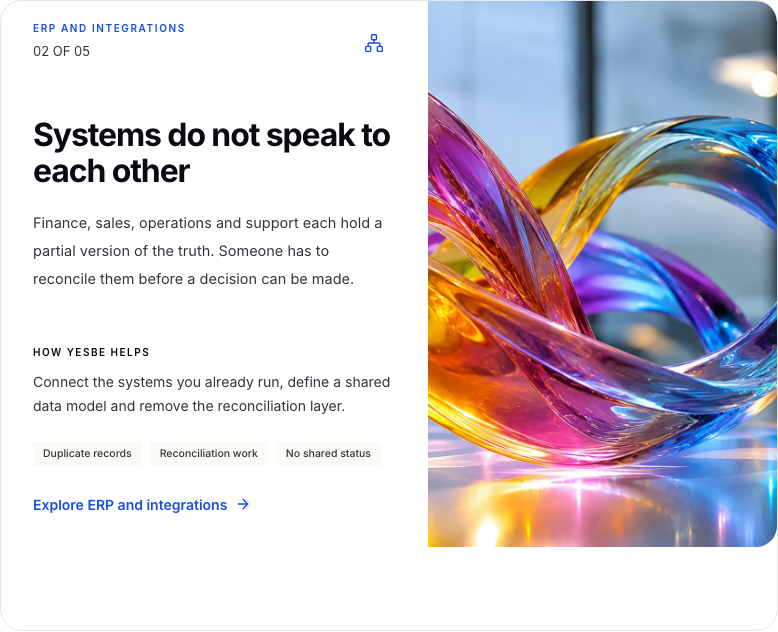 ERP AND INTEGRATIONS
02 OF 05
Systems do not speak to
each other
Finance, sales, operations and support each hold a
partial version of the truth. Someone has to
reconcile them before a decision can be made.
HOW YESBE HELPS
Connect the systems you already run, define a shared
data model and remove the reconciliation layer.
Duplicate records
Reconciliation work
No shared status
Explore ERP and integrations